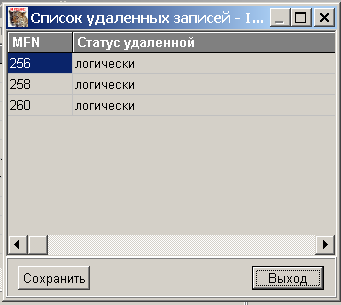 Список удаленных записей - I...
MFN Статус удаленной
256 логически
258 логически
260 логически
Сохранить Выход